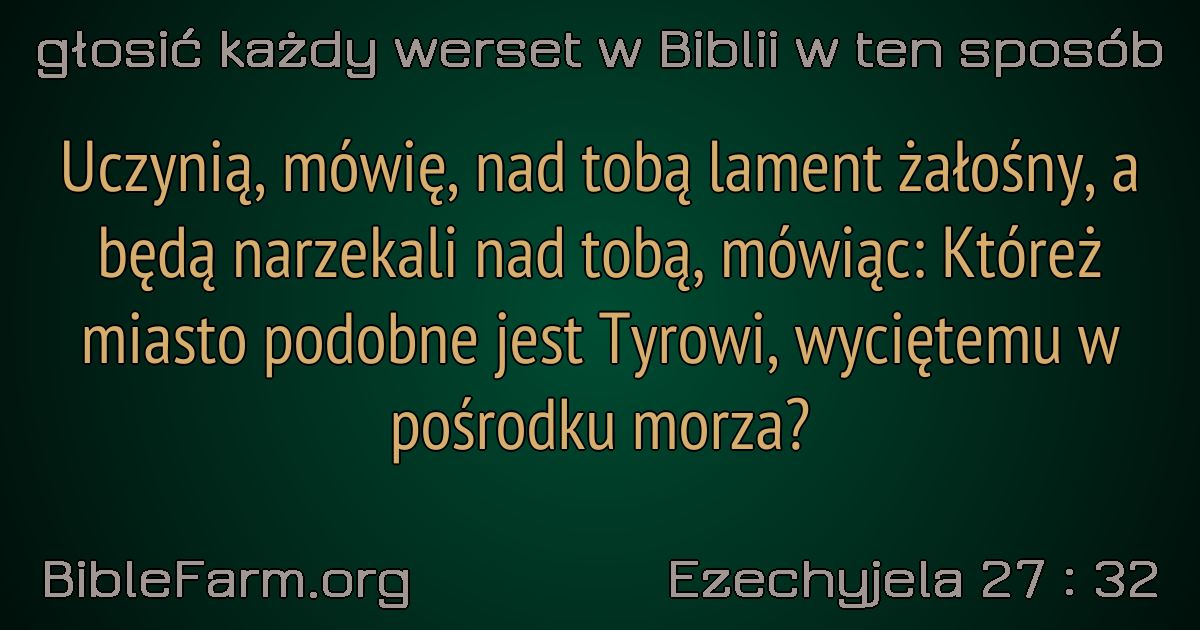 głosić każdy werset w Biblii w ten sposób
Uczynią, mówię, nad tobą lament żałośny, a
będą narzekali nad tobą, mówiąc: Któreż
miasto podobne jest Tyrowi, wyciętemu w
pośrodku morza?
BibleFarm.org
Ezechyjela 27 : 32